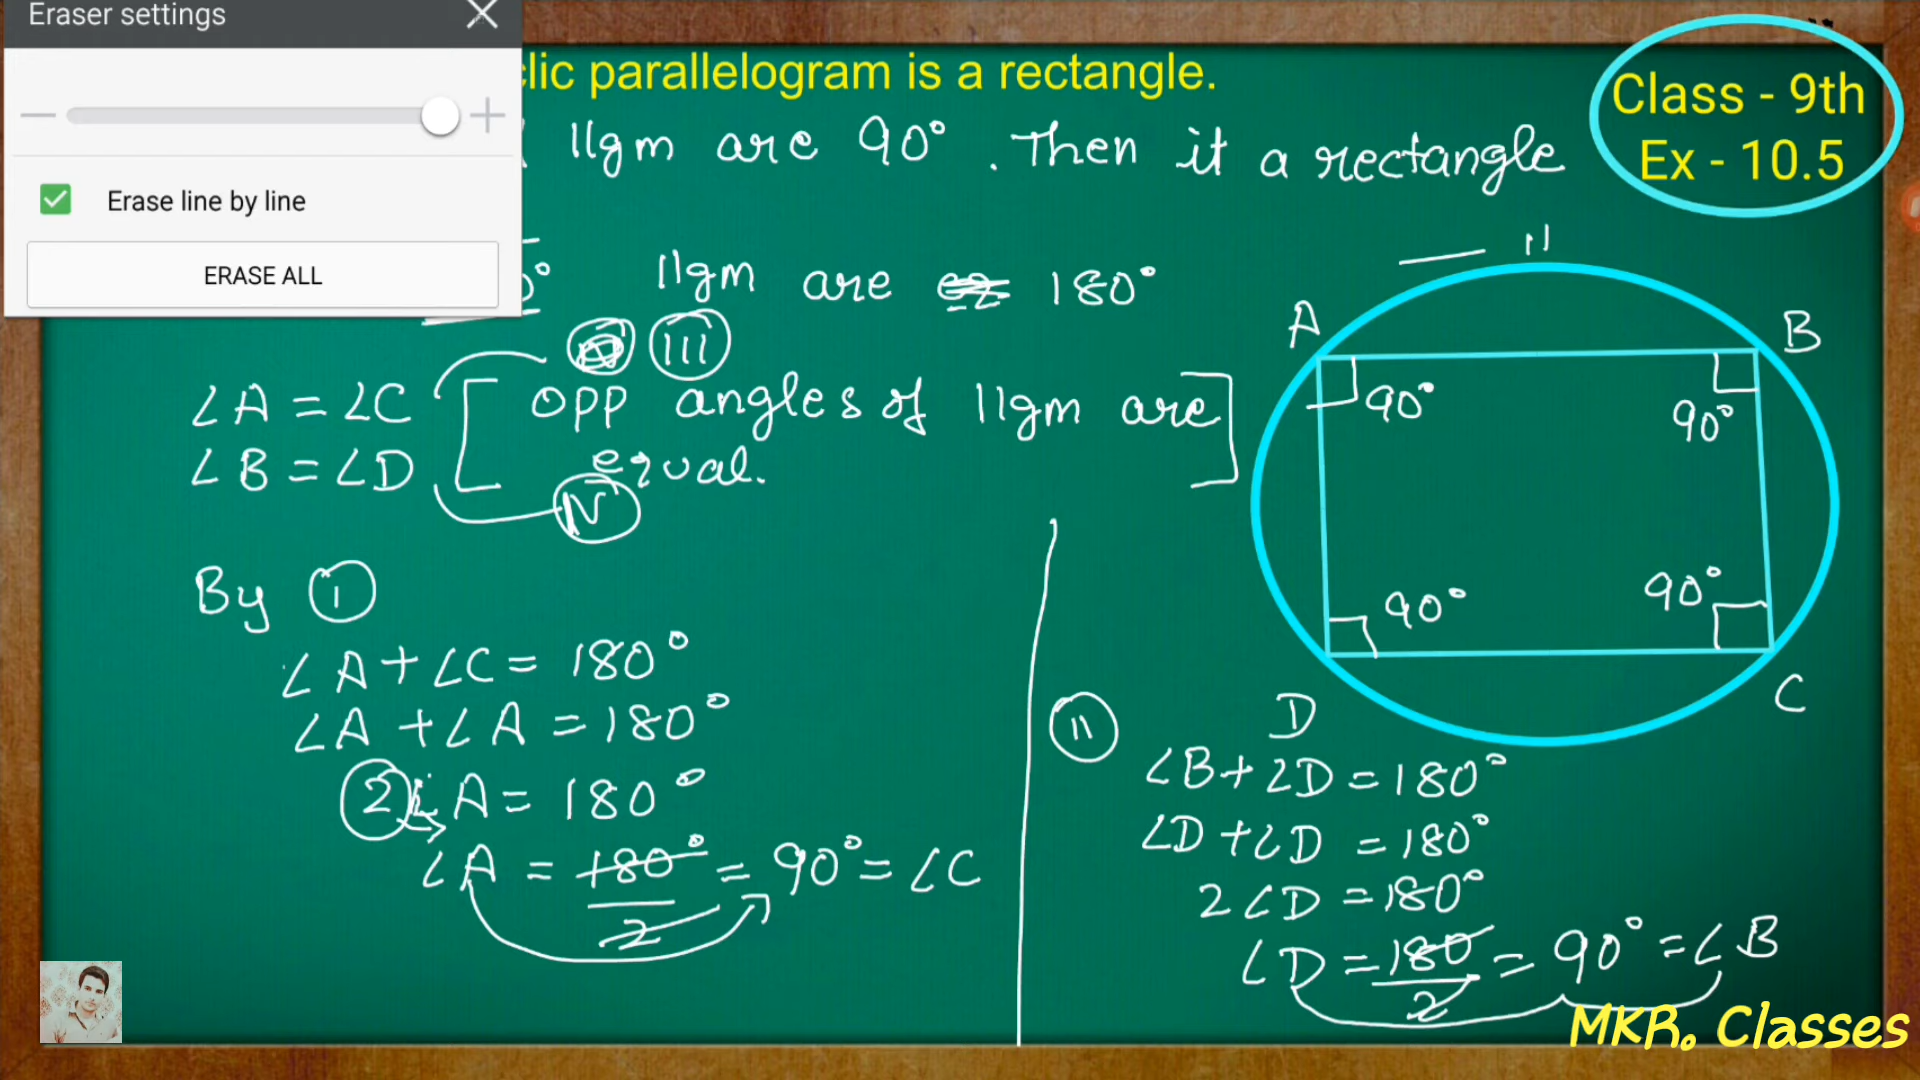 Eraser settings
clic parallelogram is a rectangle.
Class - 9th
Ex - 10.5
llgm are 90° . Then it a rectangle
Erase line by line
ERASE ALL
° llgm are 180°
III
∠A = ∠C [ opp angles of llgm are ]
∠B = ∠D equal.
IV
By I
∠A + ∠C = 180°
∠A + ∠A = 180°
2∠A = 180°
∠A = 180°/2 = 90° = ∠C
A
B
90°
90°
90°
90°
D
C
II
∠B + ∠D = 180°
∠D + ∠D = 180°
2∠D = 180°
∠D = 180/2 = 90° = ∠B
MKR. Classes